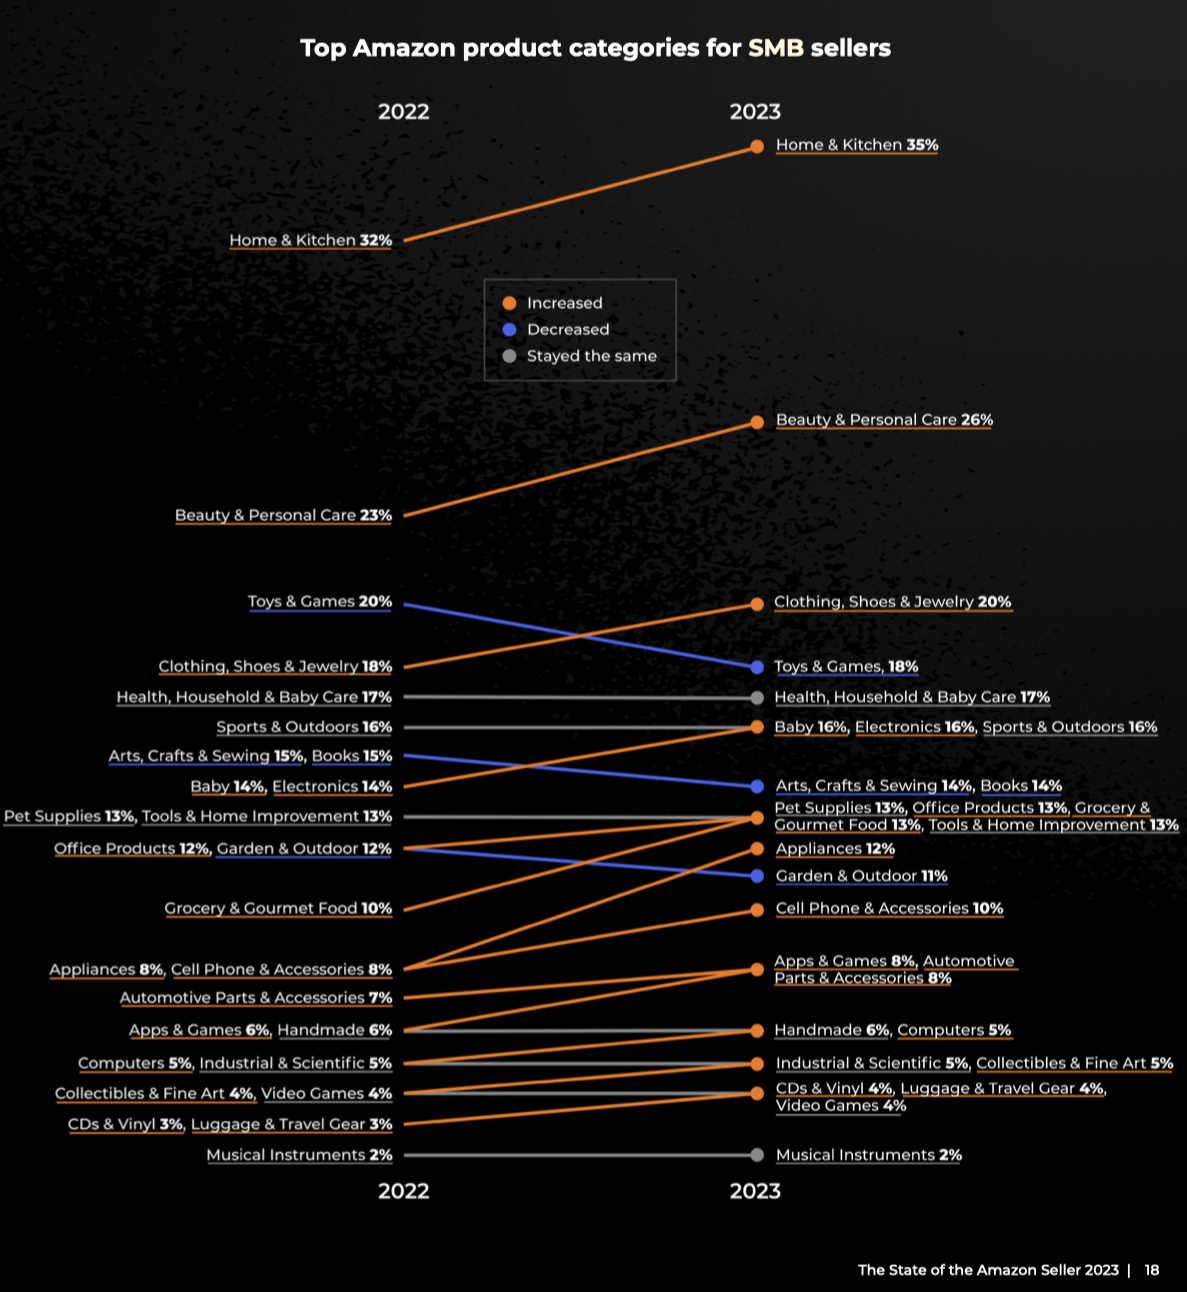 Top Amazon product categories for SMB sellers
2022
2023
Home & Kitchen 35%
Home & Kitchen 32%
Increased
Decreased
Stayed the same
Beauty & Personal Care 26%
Beauty & Personal Care 23%
Toys & Games 20%
Clothing, Shoes & Jewelry 20%
Clothing, Shoes & Jewelry 18%
Toys & Games, 18%
Health, Household & Baby Care 17%
Health, Household & Baby Care 17%
Sports & Outdoors 16%
Baby 16%, Electronics 16%, Sports & Outdoors 16%
Arts, Crafts & Sewing 15%, Books 15%
Baby 14%, Electronics 14%
Arts, Crafts & Sewing 14%, Books 14%
Pet Supplies 13%, Tools & Home Improvement 13%
Pet Supplies 13%, Office Products 13%, Grocery &
Gourmet Food 13%, Tools & Home Improvement 13%
Office Products 12%, Garden & Outdoor 12%
Appliances 12%
Garden & Outdoor 11%
Grocery & Gourmet Food 10%
Cell Phone & Accessories 10%
Appliances 8%, Cell Phone & Accessories 8%
Apps & Games 8%, Automotive
Parts & Accessories 8%
Automotive Parts & Accessories 7%
Apps & Games 6%, Handmade 6%
Handmade 6%, Computers 5%
Computers 5%, Industrial & Scientific 5%
Industrial & Scientific 5%, Collectibles & Fine Art 5%
Collectibles & Fine Art 4%, Video Games 4%
CDs & Vinyl 4%, Luggage & Travel Gear 4%,
Video Games 4%
CDs & Vinyl 3%, Luggage & Travel Gear 3%
Musical Instruments 2%
Musical Instruments 2%
2022
2023
The State of the Amazon Seller 2023 | 18